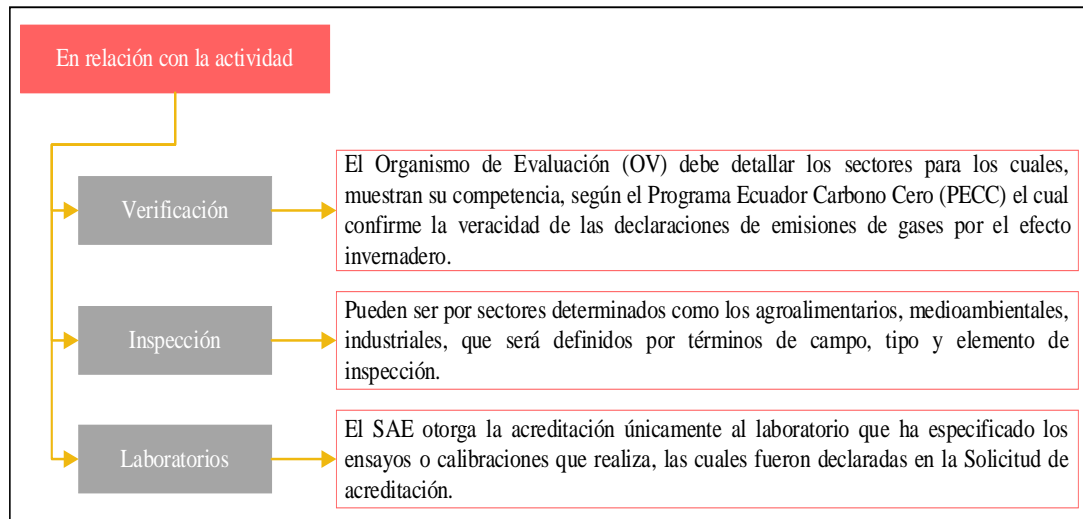 En relación con la actividad
Verificación
El Organismo de Evaluación (OV) debe detallar los sectores para los cuales,
muestran su competencia, según el Programa Ecuador Carbono Cero (PECC) el cual
confirme la veracidad de las declaraciones de emisiones de gases por el efecto
invernadero.
Inspección
Pueden ser por sectores determinados como los agroalimentarios, medioambientales,
industriales, que será definidos por términos de campo, tipo y elemento de
inspección.
Laboratorios
El SAE otorga la acreditación únicamente al laboratorio que ha especificado los
ensayos o calibraciones que realiza, las cuales fueron declaradas en la Solicitud de
acreditación.